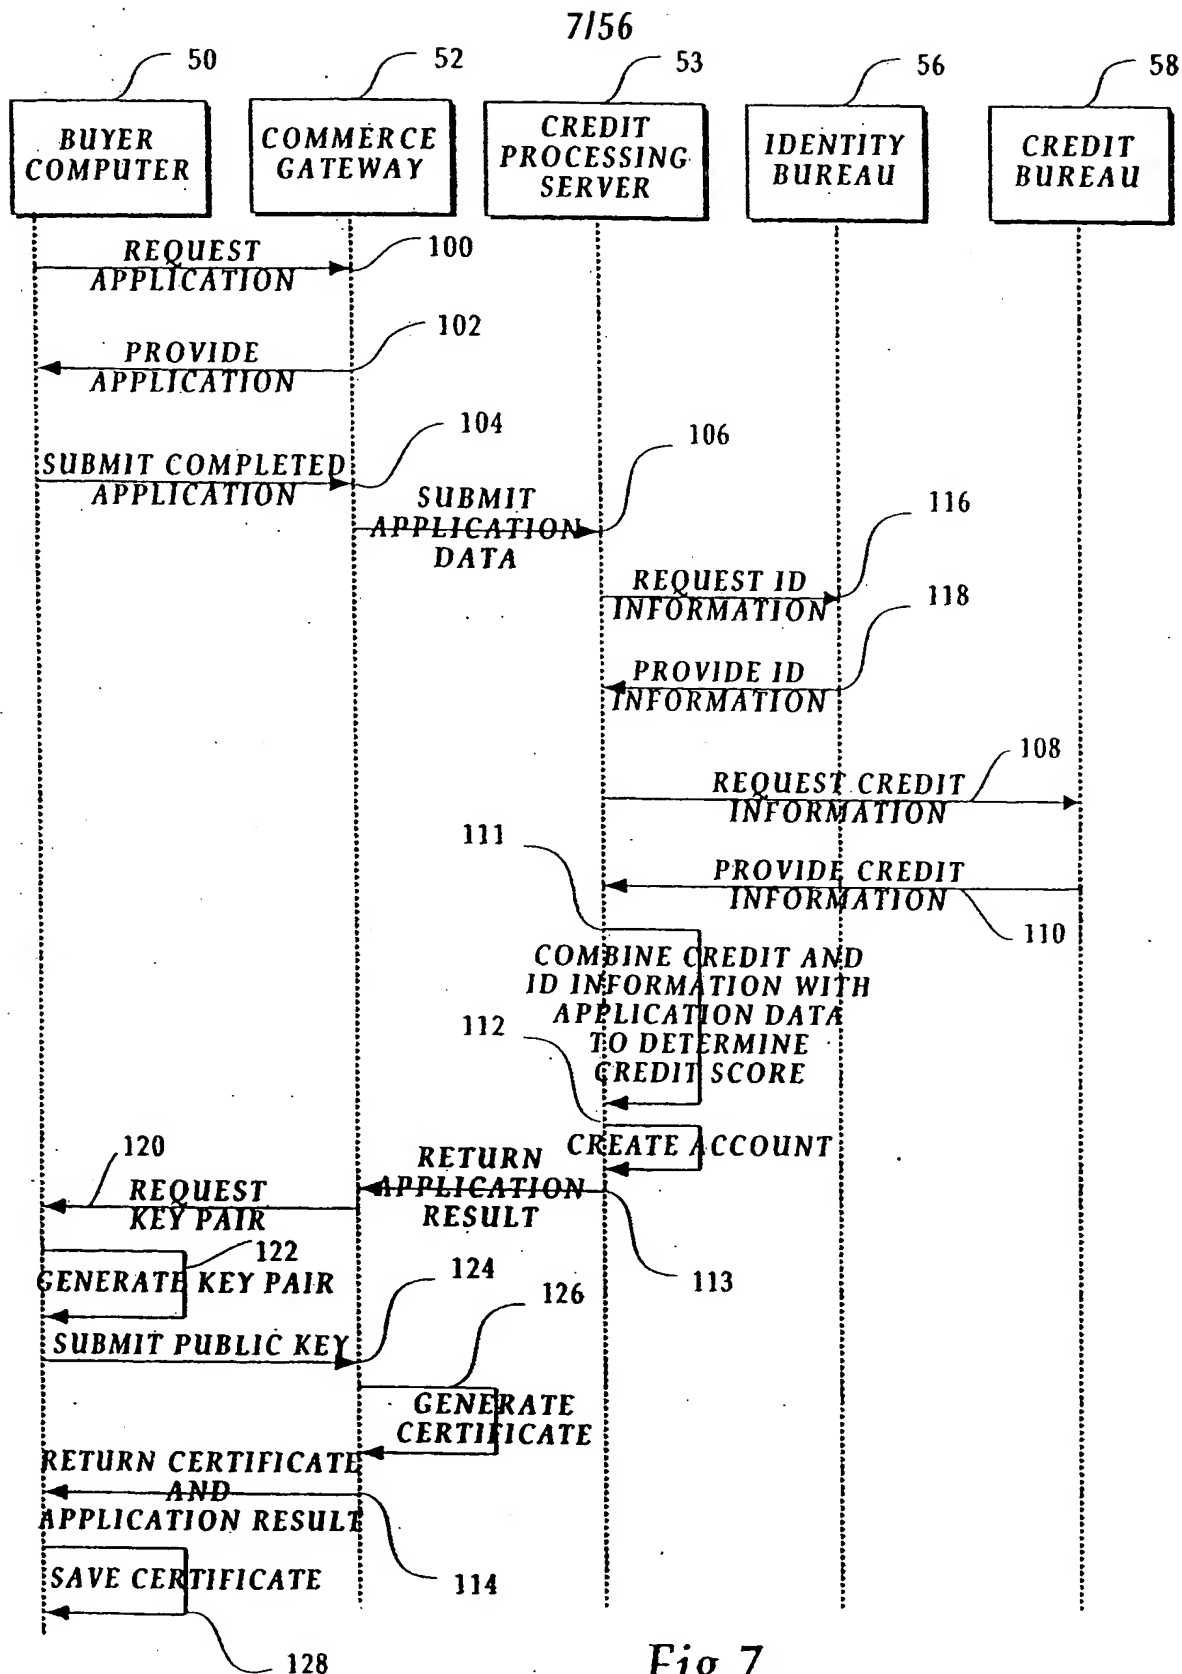 7/56
50
52
53
56
58
BUYER
COMPUTER
COMMERCE
GATEWAY
CREDIT
PROCESSING
SERVER
IDENTITY
BUREAU
CREDIT
BUREAU
REQUEST
APPLICATION
100
PROVIDE
APPLICATION
102
SUBMIT COMPLETED
APPLICATION
104
SUBMIT
APPLICATION
DATA
106
REQUEST ID
INFORMATION
116
PROVIDE ID
INFORMATION
118
REQUEST CREDIT
INFORMATION
108
PROVIDE CREDIT
INFORMATION
110
111
COMBINE CREDIT AND
ID INFORMATION WITH
APPLICATION DATA
TO DETERMINE
CREDIT SCORE
112
CREATE ACCOUNT
RETURN
APPLICATION
RESULT
113
120
REQUEST
KEY PAIR
122
GENERATE KEY PAIR
124
SUBMIT PUBLIC KEY
126
GENERATE
CERTIFICATE
RETURN CERTIFICATE
AND
APPLICATION RESULT
114
SAVE CERTIFICATE
128
Fig 7